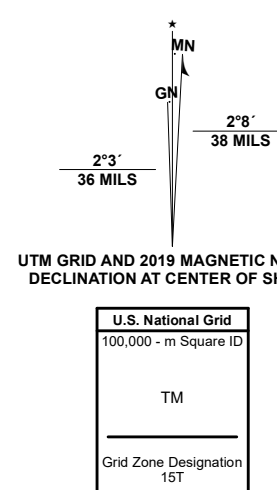 MN
GN
2°8´
38 MILS
2°3´
36 MILS
UTM GRID AND 2019 MAGNETIC N
DECLINATION AT CENTER OF SH
U.S. National Grid
100,000 - m Square ID
TM
Grid Zone Designation
15T